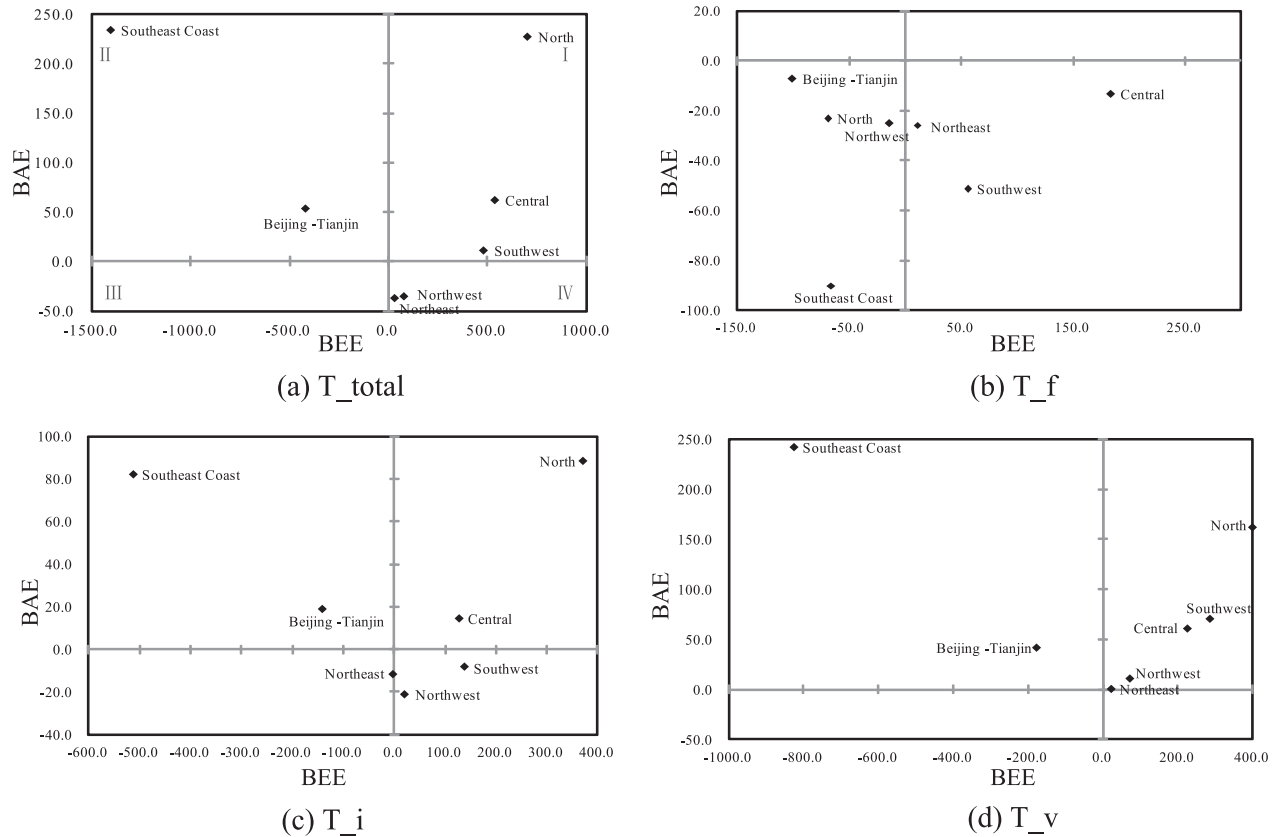 250.0
200.0
150.0
100.0
50.0
0.0
-50.0
BAE
Southeast Coast
II
North
I
Beijing -Tianjin
Central
Southwest
III
Northwest
IV
Northeast
-1500.0 -1000.0 -500.0 0.0 500.0 1000.0
BEE
(a) T_total
20.0
0.0
-20.0
-40.0
-60.0
-80.0
-100.0
BAE
Beijing -Tianjin
Central
North
Northwest
Northeast
Southwest
Southeast Coast
-150.0 -50.0 50.0 150.0 250.0
BEE
(b) T_f
100.0
80.0
60.0
40.0
20.0
0.0
-20.0
-40.0
BAE
Southeast Coast
North
Beijing -Tianjin
Central
Northeast
Southwest
Northwest
-600.0 -500.0 -400.0 -300.0 -200.0 -100.0 0.0 100.0 200.0 300.0 400.0
BEE
(c) T_i
250.0
200.0
150.0
100.0
50.0
0.0
-50.0
BAE
Southeast Coast
North
Southwest
Central
Beijing -Tianjin
Northwest
Northeast
-1000.0 -800.0 -600.0 -400.0 -200.0 0.0 200.0 400.0
BEE
(d) T_v